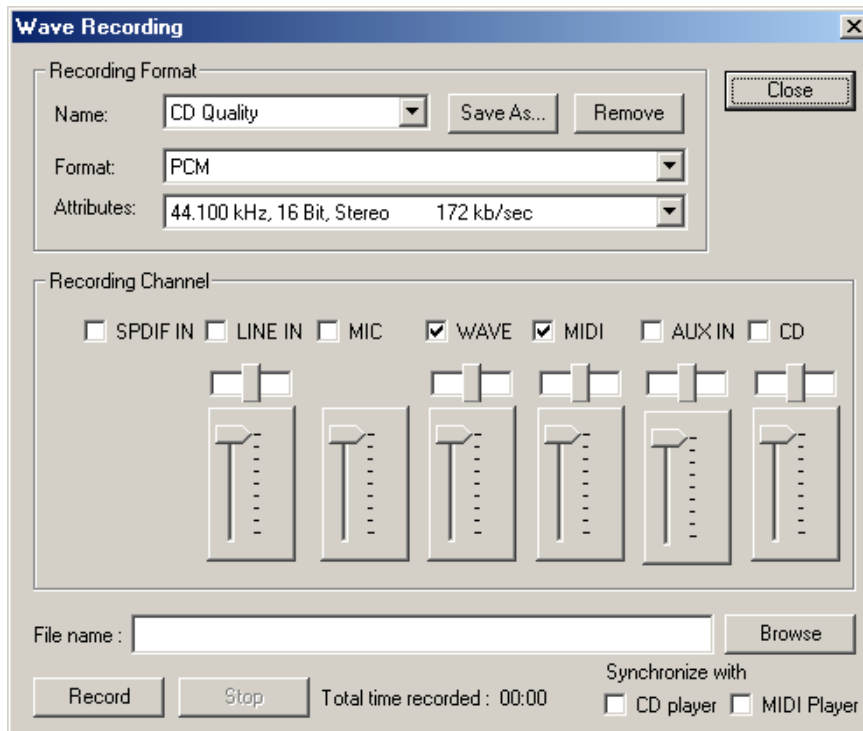 Wave Recording
Recording Format
Name: CD Quality Save As... Remove Close
Format: PCM
Attributes: 44.100 kHz, 16 Bit, Stereo 172 kb/sec
Recording Channel
SPDIF IN LINE IN MIC WAVE MIDI AUX IN CD
File name : Browse
Synchronize with
Record Stop Total time recorded : 00:00 CD player MIDI Player